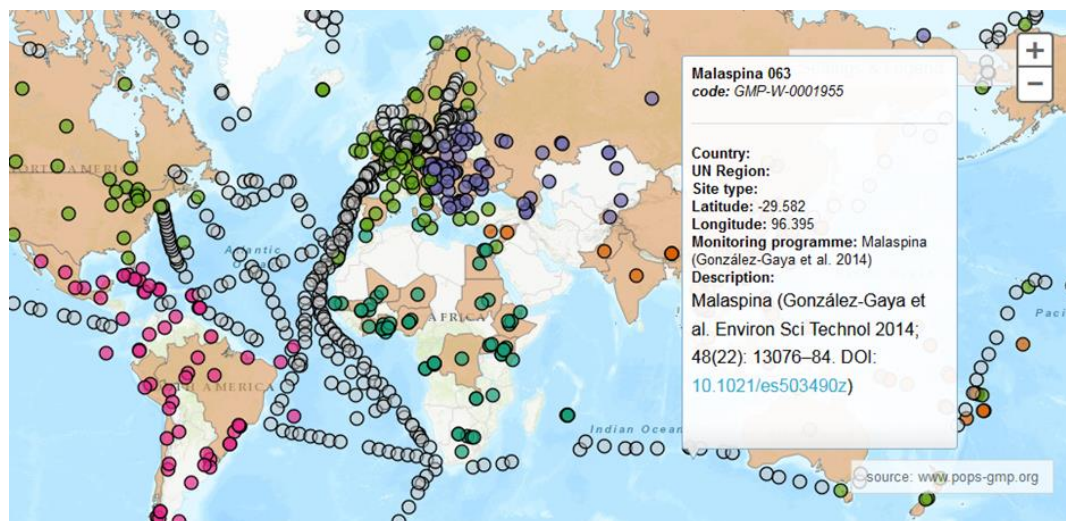 Malaspina 063
code: GMP-W-0001955
Country:
UN Region:
Site type:
Latitude: -29.582
Longitude: 96.395
Monitoring programme: Malaspina
(González-Gaya et al. 2014)
Description:
Malaspina (González-Gaya et
al. Environ Sci Technol 2014;
48(22): 13076–84. DOI:
10.1021/es503490z)
+
−
AMERICA
Atlantic
AFRICA
AMERICA
Indian Ocean
Paci
source: www.pops-gmp.org